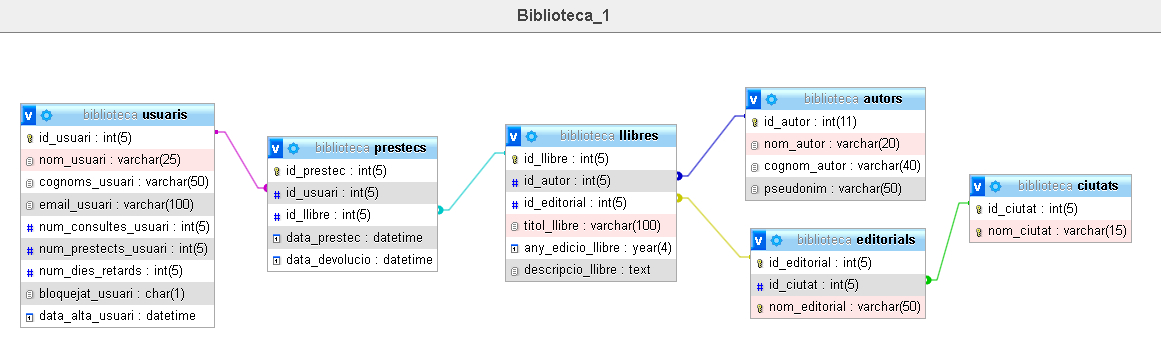 Biblioteca_1
v biblioteca usuaris
id_usuari : int(5)
nom_usuari : varchar(25)
cognoms_usuari : varchar(50)
email_usuari : varchar(100)
# num_consultes_usuari : int(5)
# num_prestects_usuari : int(5)
# num_dies_retards : int(5)
bloquejat_usuari : char(1)
data_alta_usuari : datetime
v biblioteca prestecs
id_prestec : int(5)
# id_usuari : int(5)
# id_llibre : int(5)
data_prestec : datetime
data_devolucio : datetime
v biblioteca llibres
id_llibre : int(5)
# id_autor : int(5)
# id_editorial : int(5)
titol_llibre : varchar(100)
any_edicio_llibre : year(4)
descripcio_llibre : text
v biblioteca autors
id_autor : int(11)
nom_autor : varchar(20)
cognom_autor : varchar(40)
pseudonim : varchar(50)
v biblioteca editorials
id_editorial : int(5)
# id_ciutat : int(5)
nom_editorial : varchar(50)
v biblioteca ciutats
id_ciutat : int(5)
nom_ciutat : varchar(15)